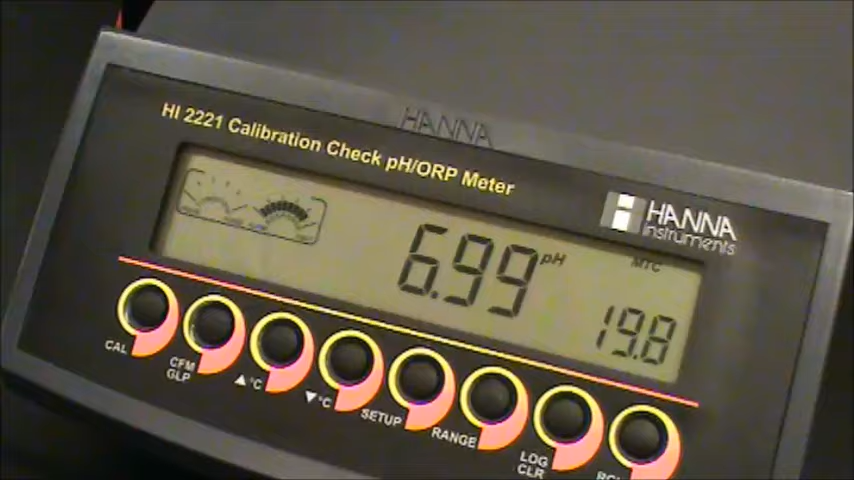 HANNA
HI 2221 Calibration Check pH/ORP Meter
HANNA
instruments
6.99 pH
MTC
19.8
CAL
CFM
GLP
▲°C
▼°C
SETUP
RANGE
LOG
CLR